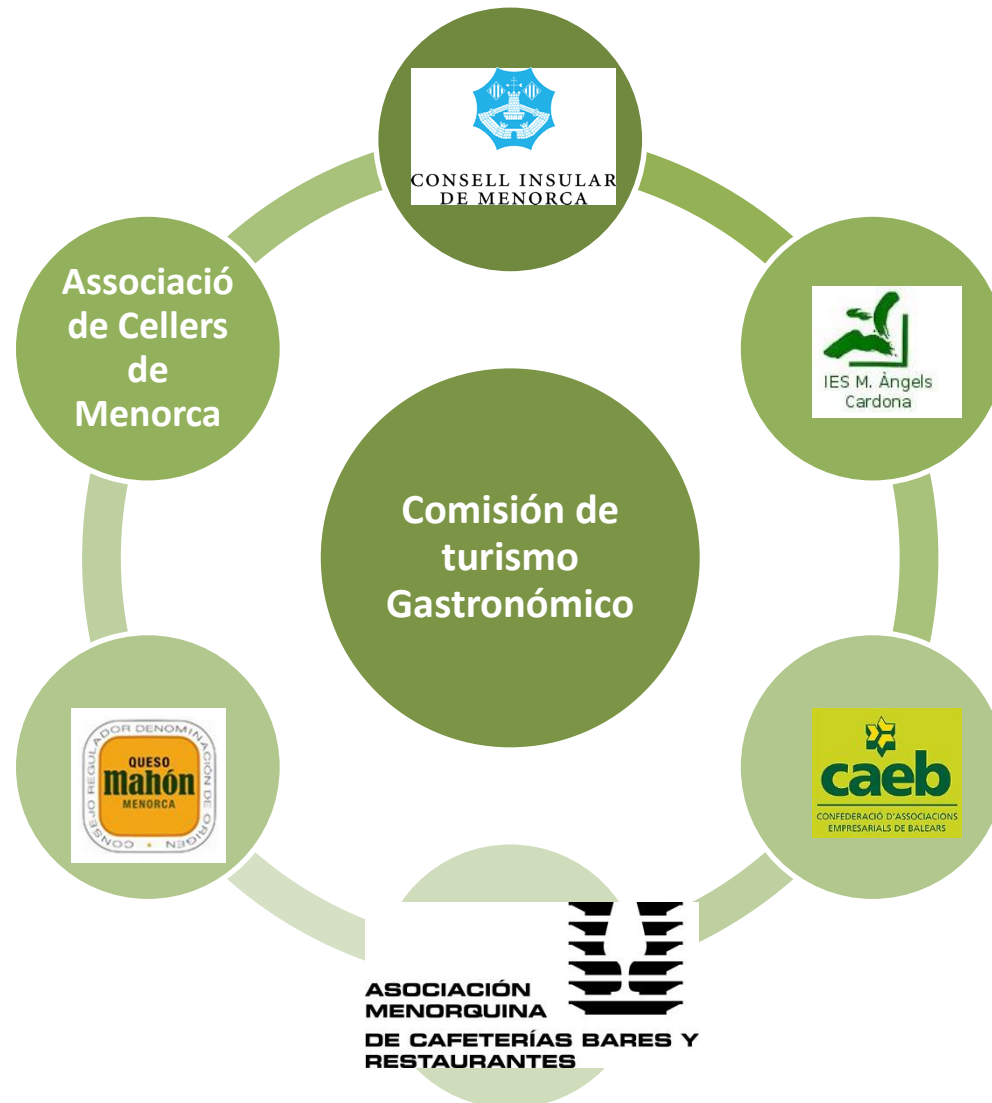 CONSELL INSULAR
DE MENORCA
IES M. Àngels
Cardona
caeb
CONFEDERACIÓ D'ASSOCIACIONS
EMPRESARIALS DE BALEARS
ASOCIACIÓN
MENORQUINA
DE CAFETERÍAS BARES Y
RESTAURANTES
CONSEJO REGULADOR DENOMINACIÓN DE ORIGEN
QUESO
mahón
MENORCA
Associació
de Cellers
de
Menorca
Comisión de
turismo
Gastronómico